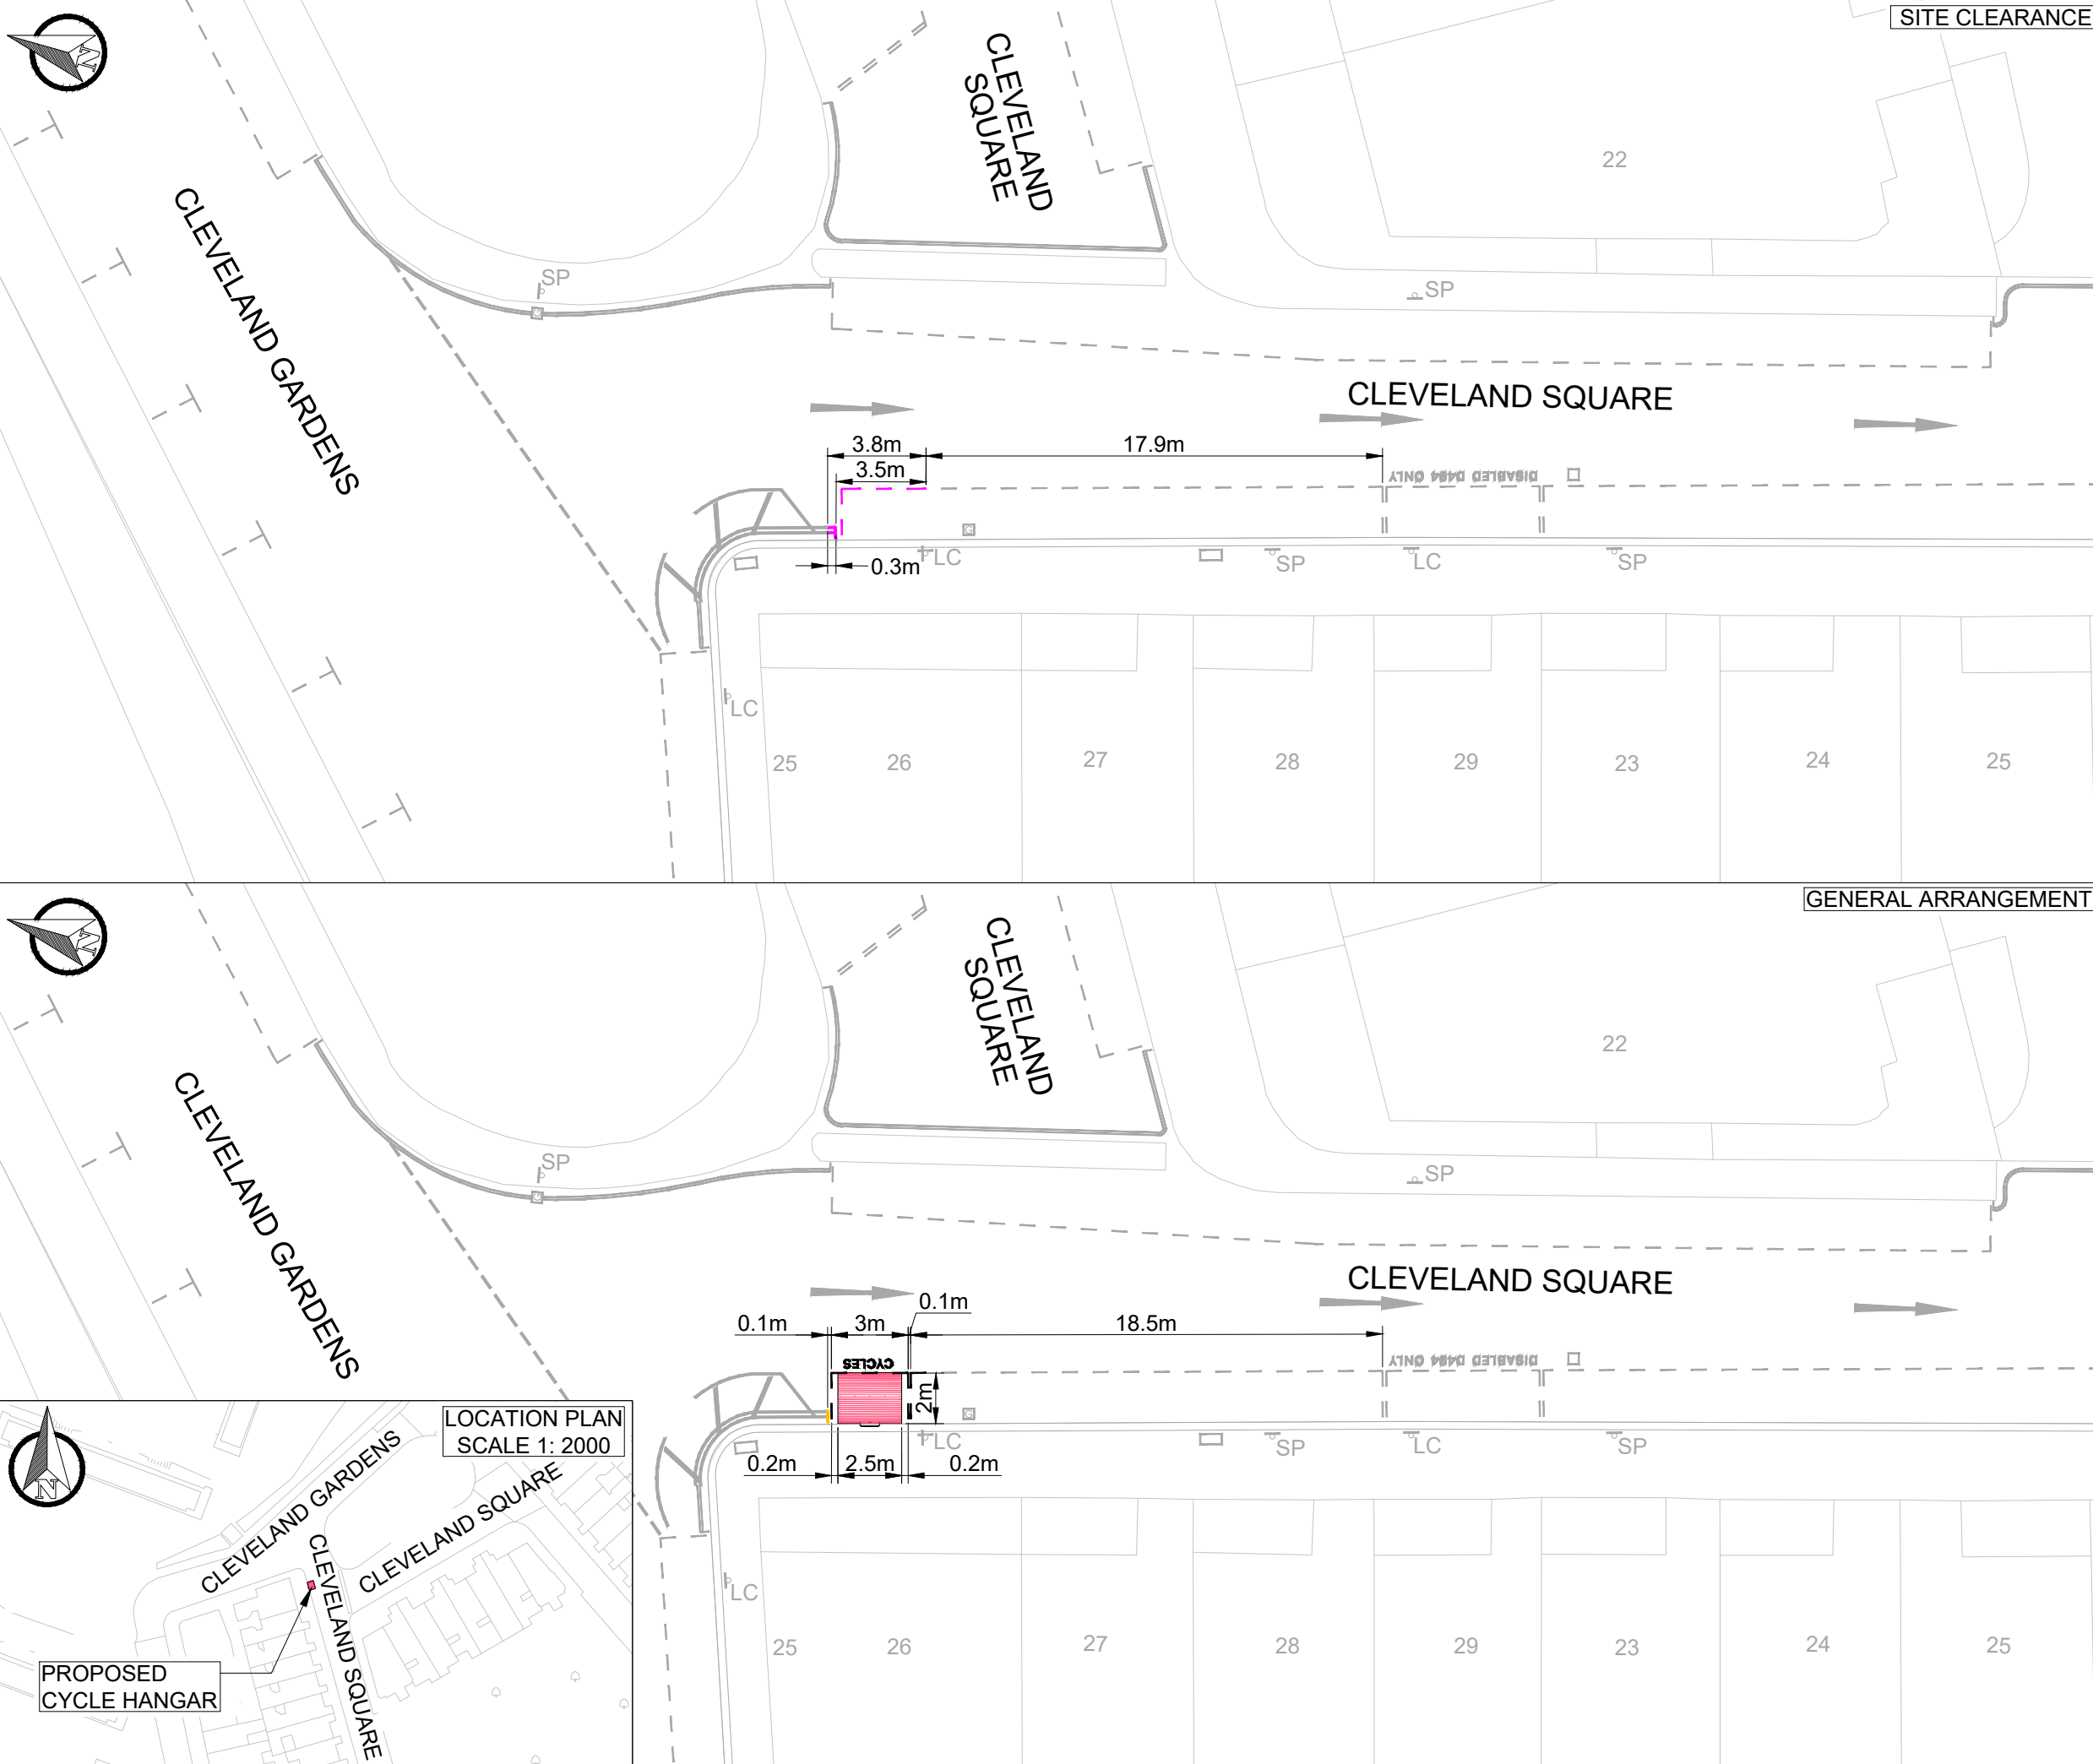 SITE CLEARANCE
N
CLEVELAND
SQUARE
22
CLEVELAND GARDENS
SP
SP
CLEVELAND SQUARE
3.8m
17.9m
3.5m
DISABLED D404 ONLY
G
0.3m
LC
SP
LC
SP
LC
25
26
27
28
29
23
24
25
GENERAL ARRANGEMENT
N
CLEVELAND
SQUARE
22
CLEVELAND GARDENS
SP
SP
CLEVELAND SQUARE
0.1m
0.1m
3m
18.5m
CYCLES
DISABLED D404 ONLY
2m
G
LC
SP
LC
SP
0.2m
2.5m
0.2m
LC
25
26
27
28
29
23
24
25
LOCATION PLAN
SCALE 1: 2000
N
CLEVELAND GARDENS
CLEVELAND SQUARE
CLEVELAND SQUARE
PROPOSED
CYCLE HANGAR